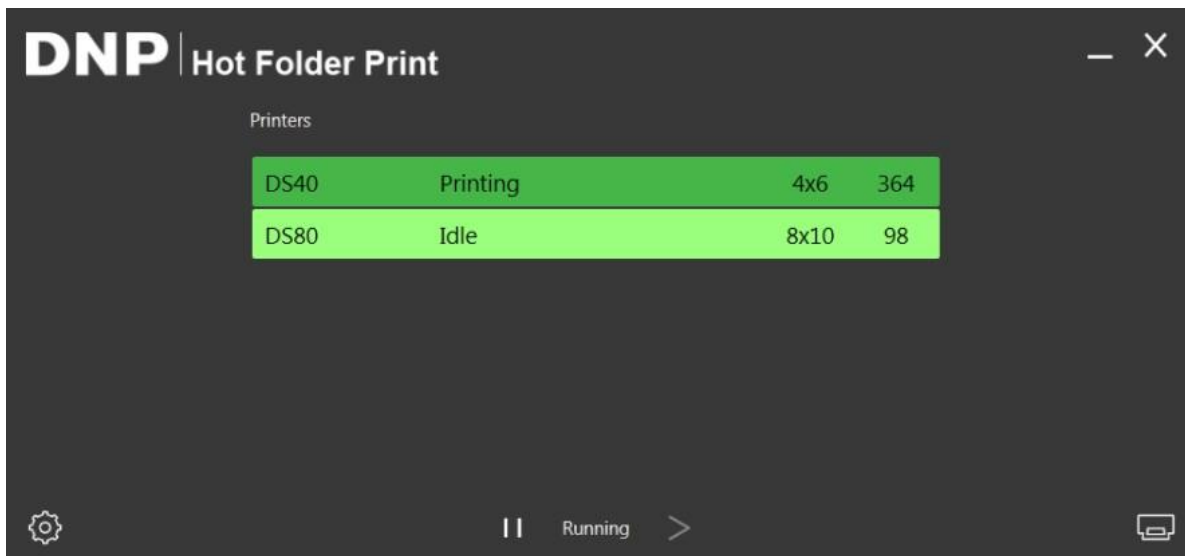 DNP Hot Folder Print
Printers
DS40 Printing 4x6 364
DS80 Idle 8x10 98
Running